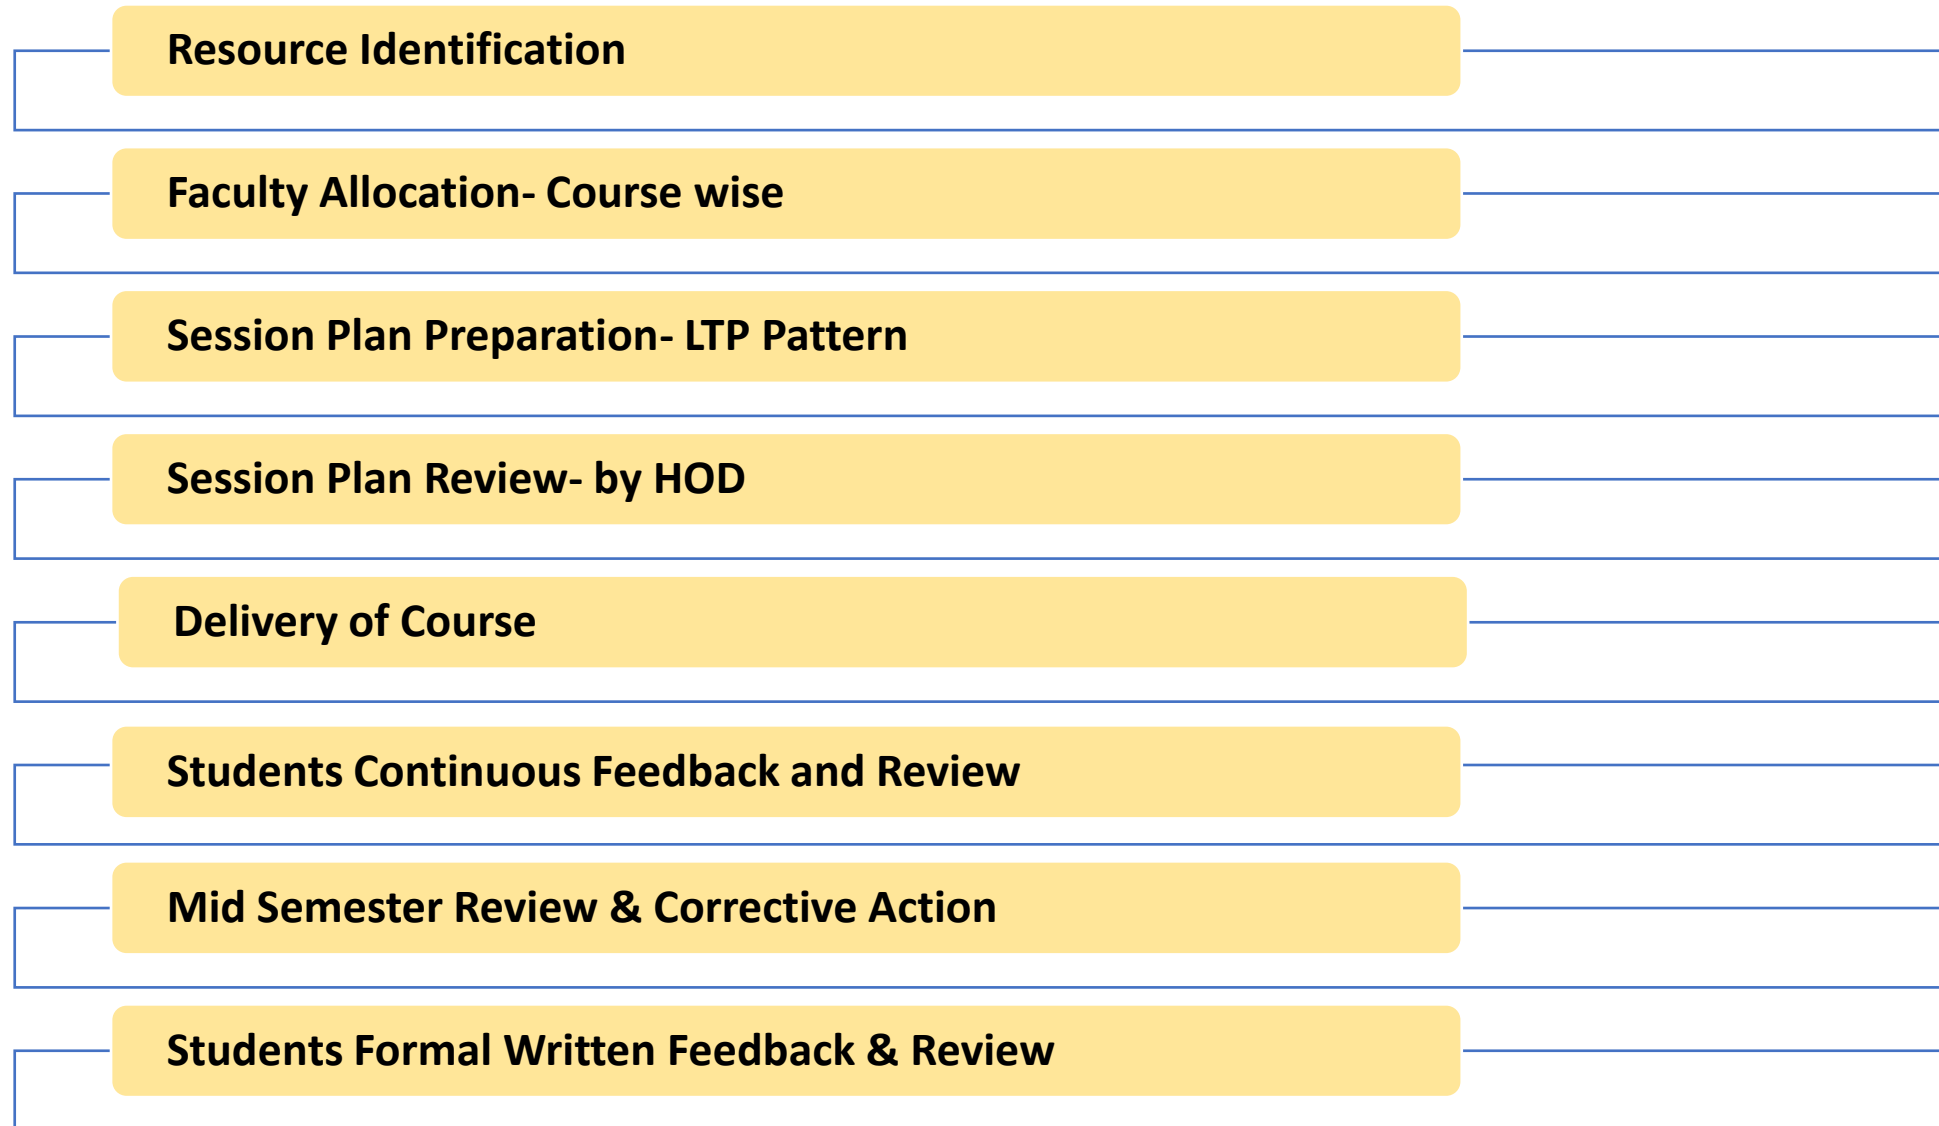 Resource Identification
Faculty Allocation- Course wise
Session Plan Preparation- LTP Pattern
Session Plan Review- by HOD
Delivery of Course
Students Continuous Feedback and Review
Mid Semester Review & Corrective Action
Students Formal Written Feedback & Review